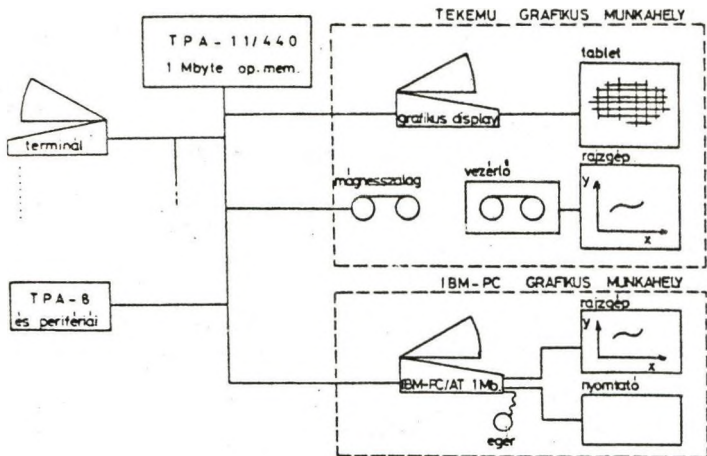 TEKEMU GRAFIKUS MUNKAHELY
TPA-11/440
1 Mbyte op.mem.
tablet
grafikus display
terminál
mágnesszalag
vezérlő
rajzgép
y
x
TPA-8
és perifériái
IBM-PC GRAFIKUS MUNKAHELY
rajzgép
y
x
IBM-PC/AT 1Mb.
nyomtató
egér